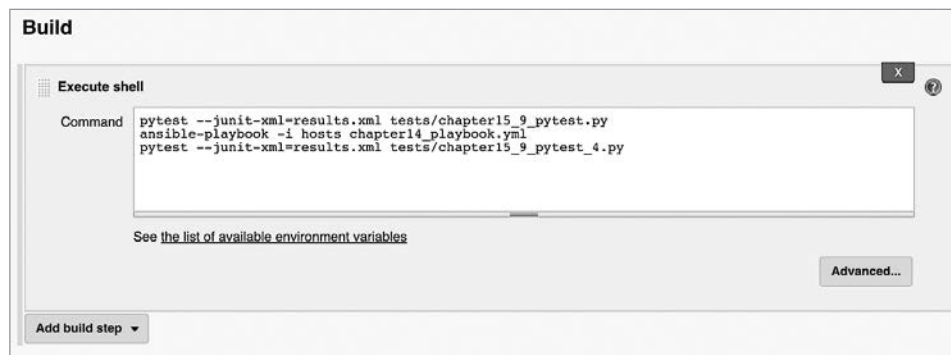 Build
X
Execute shell
?
Command
pytest --junit-xml=results.xml tests/chapter15_9_pytest.py
ansible-playbook -i hosts chapter14_playbook.yml
pytest --junit-xml=results.xml tests/chapter15_9_pytest_4.py
See the list of available environment variables
Advanced...
Add build step